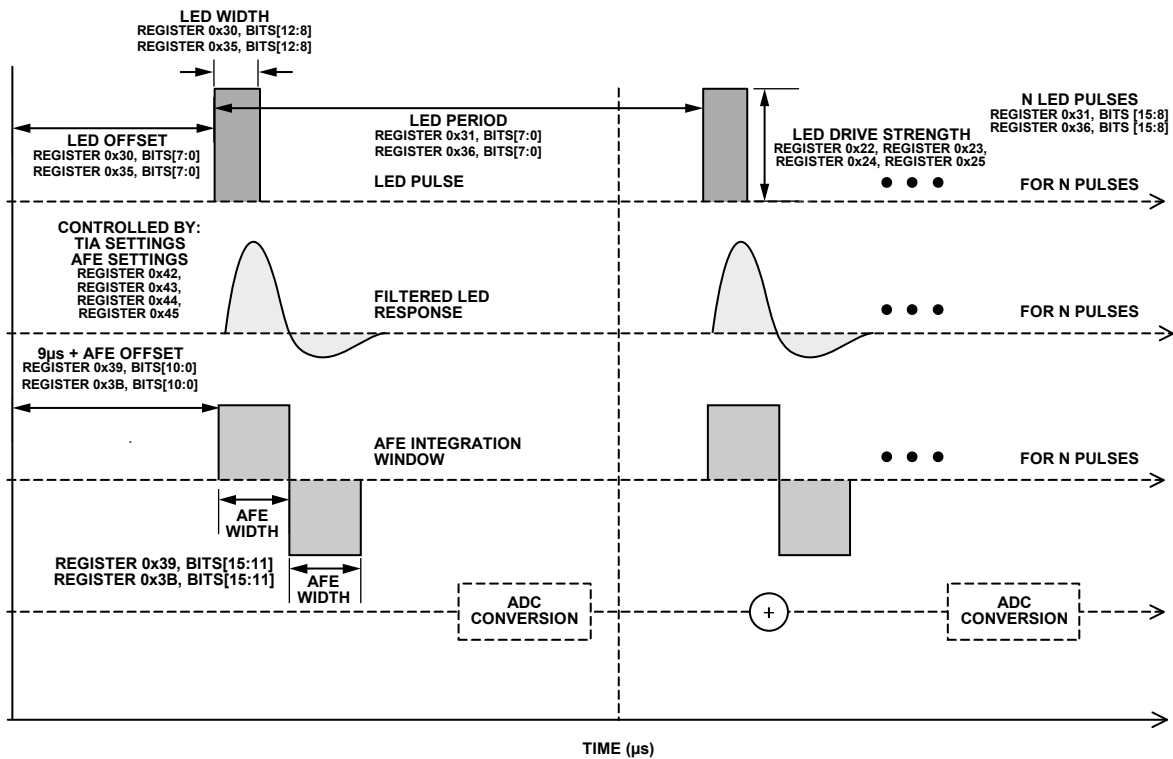 LED WIDTH
REGISTER 0x30, BITS[12:8]
REGISTER 0x35, BITS[12:8]
LED OFFSET
REGISTER 0x30, BITS[7:0]
REGISTER 0x35, BITS[7:0]
LED PERIOD
REGISTER 0x31, BITS[7:0]
REGISTER 0x36, BITS[7:0]
LED PULSE
LED DRIVE STRENGTH
REGISTER 0x22, REGISTER 0x23,
REGISTER 0x24, REGISTER 0x25
N LED PULSES
REGISTER 0x31, BITS [15:8]
REGISTER 0x36, BITS [15:8]
FOR N PULSES
CONTROLLED BY:
TIA SETTINGS
AFE SETTINGS
REGISTER 0x42,
REGISTER 0x43,
REGISTER 0x44,
REGISTER 0x45
FILTERED LED
RESPONSE
FOR N PULSES
9µs + AFE OFFSET
REGISTER 0x39, BITS[10:0]
REGISTER 0x3B, BITS[10:0]
AFE INTEGRATION
WINDOW
FOR N PULSES
AFE
WIDTH
REGISTER 0x39, BITS[15:11]
REGISTER 0x3B, BITS[15:11]
AFE
WIDTH
ADC
CONVERSION
+
ADC
CONVERSION
TIME (µs)